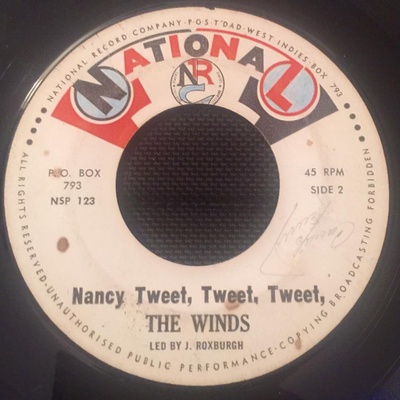 NATIONAL RECORD COMPANY-P·O·S·T'DAD-WEST INDIES-BOX 793
NATIONAL
NRC
P.O. BOX
793
NSP 123
45 RPM
SIDE 2
Nancy Tweet, Tweet, Tweet,
THE WINDS
LED BY J. ROXBURGH
ALL RIGHTS RESERVED-UNAUTHORISED PUBLIC PERFORMANCE-COPYING BROADCASTING FORBIDDEN